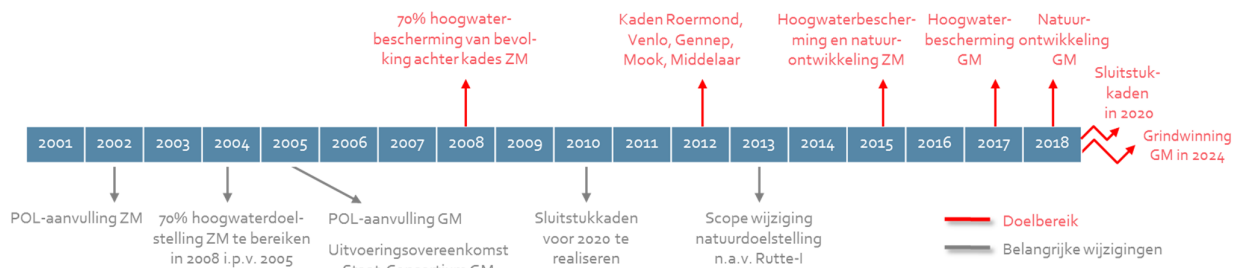 70% hoogwater-
bescherming van bevol-
king achter kades ZM
Kaden Roermond,
Venlo, Gennep,
Mook, Middelaar
Hoogwaterbescher-
ming en natuur-
ontwikkeling ZM
Hoogwater-
bescherming
GM
Natuur-
ontwikkeling
GM
Sluitstuk-
kaden
in 2020
Grindwinning
GM in 2024
2001 2002 2003 2004 2005 2006 2007 2008 2009 2010 2011 2012 2013 2014 2015 2016 2017 2018
POL-aanvulling ZM
70% hoogwaterdoel-
stelling ZM te bereiken
in 2008 i.p.v. 2005
POL-aanvulling GM
Uitvoeringsovereenkomst
Staat-Consortium GM
Sluitstukkaden
voor 2020 te
realiseren
Scope wijziging
natuurdoelstelling
n.a.v. Rutte-I
Doelbereik
Belangrijke wijzigingen